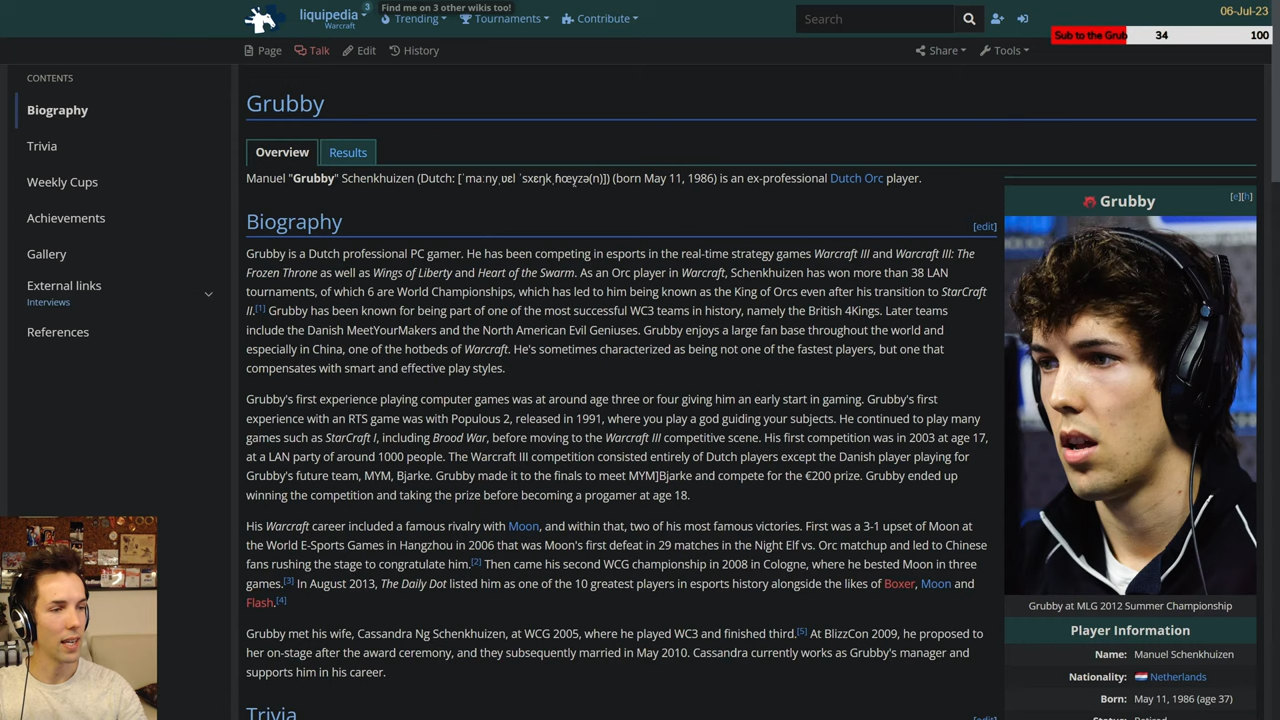 Find me on 3 other wikis too!
liquipedia 3
Warcraft
Trending
Tournaments
Contribute
Search
06-Jul-23
Sub to the Grub 34 100
Page
Talk
Edit
History
Share
Tools
CONTENTS
Biography
Trivia
Weekly Cups
Achievements
Gallery
External links
Interviews
References
Grubby
Overview
Results
Manuel "Grubby" Schenkhuizen (Dutch: [ˈmaːnyˌʋɛl ˈsxɛŋkˌɦœyzə(n)]) (born May 11, 1986) is an ex-professional Dutch Orc player.
Biography
[edit]
Grubby is a Dutch professional PC gamer. He has been competing in esports in the real-time strategy games Warcraft III and Warcraft III: The
Frozen Throne as well as Wings of Liberty and Heart of the Swarm. As an Orc player in Warcraft, Schenkhuizen has won more than 38 LAN
tournaments, of which 6 are World Championships, which has led to him being known as the King of Orcs even after his transition to StarCraft
II.[1] Grubby has been known for being part of one of the most successful WC3 teams in history, namely the British 4Kings. Later teams
include the Danish MeetYourMakers and the North American Evil Geniuses. Grubby enjoys a large fan base throughout the world and
especially in China, one of the hotbeds of Warcraft. He's sometimes characterized as being not one of the fastest players, but one that
compensates with smart and effective play styles.
Grubby's first experience playing computer games was at around age three or four giving him an early start in gaming. Grubby's first
experience with an RTS game was with Populous 2, released in 1991, where you play a god guiding your subjects. He continued to play many
games such as StarCraft I, including Brood War, before moving to the Warcraft III competitive scene. His first competition was in 2003 at age 17,
at a LAN party of around 1000 people. The Warcraft III competition consisted entirely of Dutch players except the Danish player playing for
Grubby's future team, MYM, Bjarke. Grubby made it to the finals to meet MYM]Bjarke and compete for the €200 prize. Grubby ended up
winning the competition and taking the prize before becoming a progamer at age 18.
His Warcraft career included a famous rivalry with Moon, and within that, two of his most famous victories. First was a 3-1 upset of Moon at
the World E-Sports Games in Hangzhou in 2006 that was Moon's first defeat in 29 matches in the Night Elf vs. Orc matchup and led to Chinese
fans rushing the stage to congratulate him.[2] Then came his second WCG championship in 2008 in Cologne, where he bested Moon in three
games.[3] In August 2013, The Daily Dot listed him as one of the 10 greatest players in esports history alongside the likes of Boxer, Moon and
Flash.[4]
Grubby met his wife, Cassandra Ng Schenkhuizen, at WCG 2005, where he played WC3 and finished third.[5] At BlizzCon 2009, he proposed to
her on-stage after the award ceremony, and they subsequently married in May 2010. Cassandra currently works as Grubby's manager and
supports him in his career.
Trivia
[edit]
Grubby
[e][h]
Grubby at MLG 2012 Summer Championship
Player Information
Name: Manuel Schenkhuizen
Nationality: Netherlands
Born: May 11, 1986 (age 37)
Status: Retired